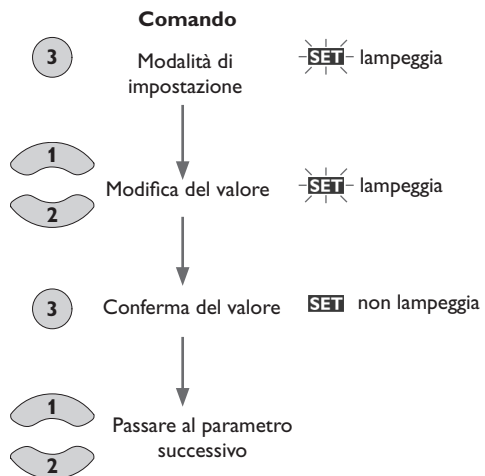 Comando
3 Modalità di SET lampeggia
impostazione
1
Modifica del valore SET lampeggia
2
3 Conferma del valore SET non lampeggia
1
Passare al parametro
successivo
2